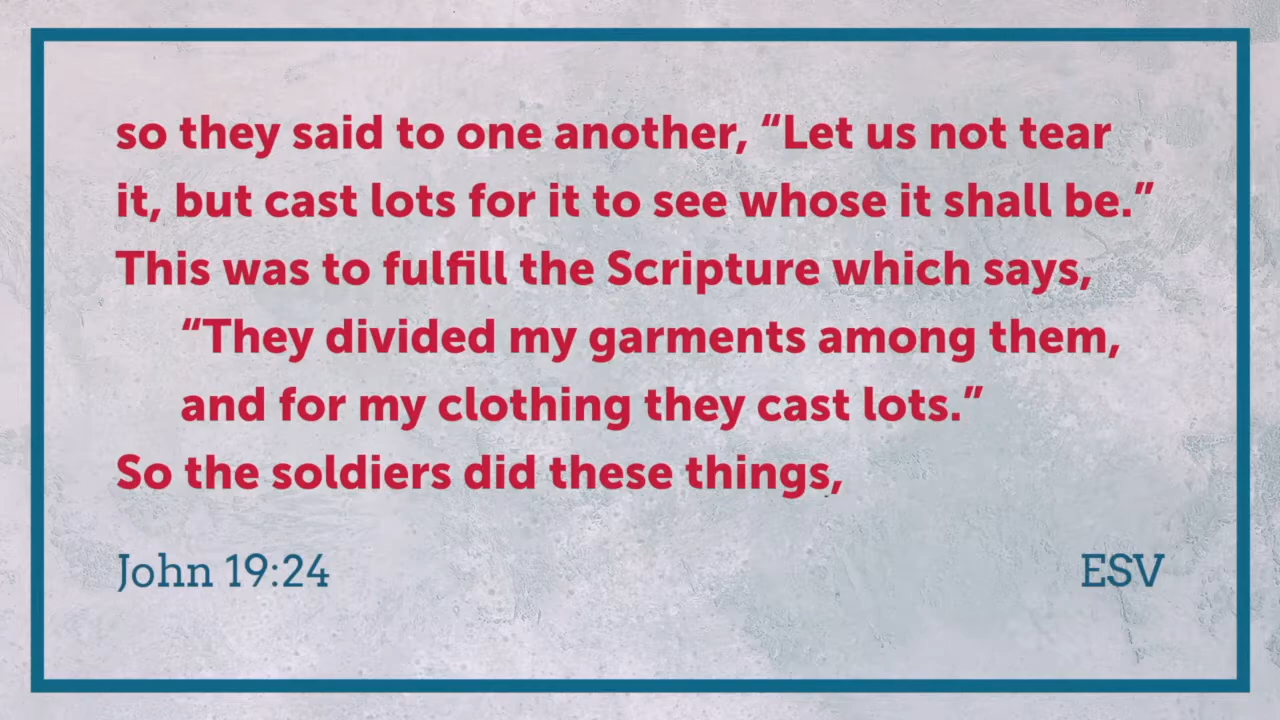 so they said to one another, “Let us not tear
it, but cast lots for it to see whose it shall be.”
This was to fulfill the Scripture which says,
“They divided my garments among them,
and for my clothing they cast lots.”
So the soldiers did these things,
John 19:24
ESV